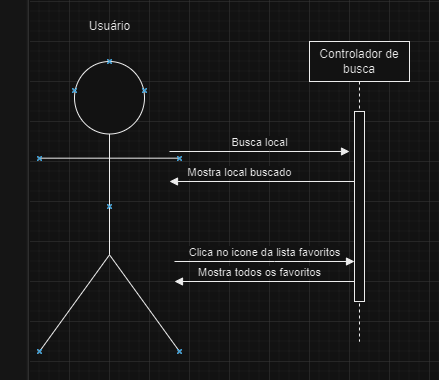 Usuário
Controlador de
busca
Busca local
Mostra local buscado
Clica no icone da lista favoritos
Mostra todos os favoritos